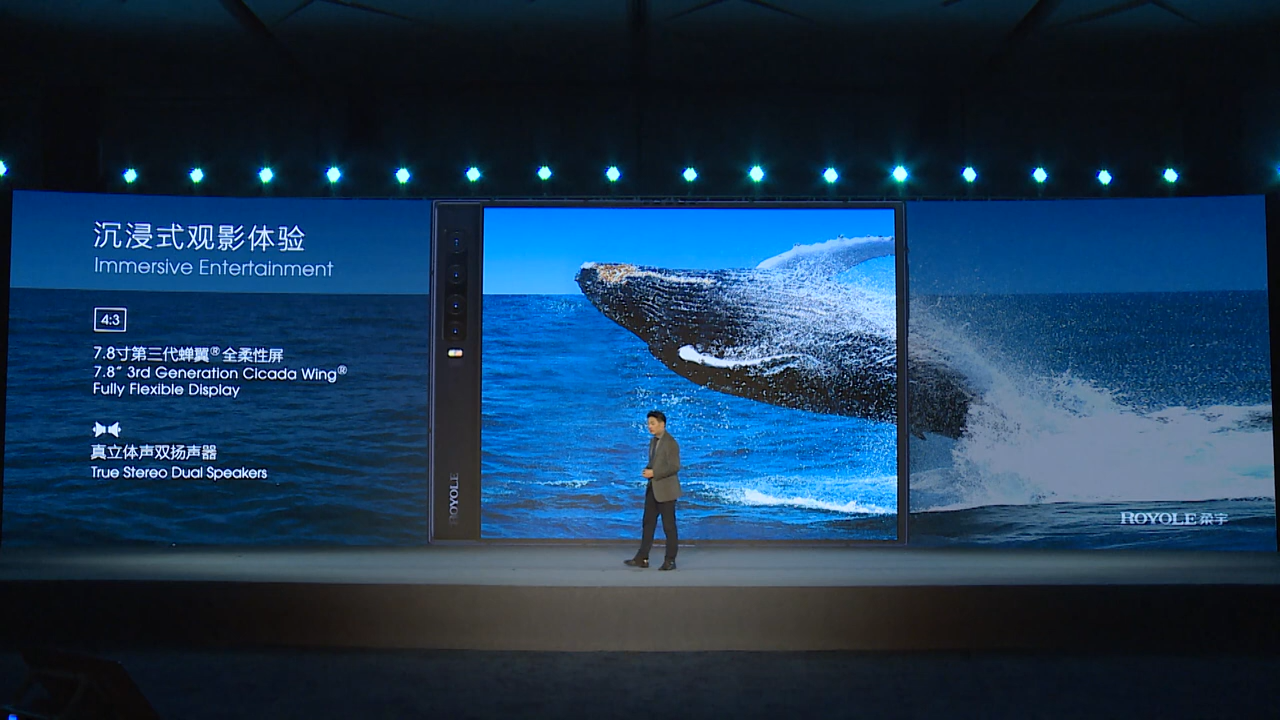 沉浸式观影体验
Immersive Entertainment
4:3
7.8寸第三代蝉翼® 全柔性屏
7.8” 3rd Generation Cicada Wing®
Fully Flexible Display
真立体声双扬声器
True Stereo Dual Speakers
ROYOLE
ROYOLE 柔宇